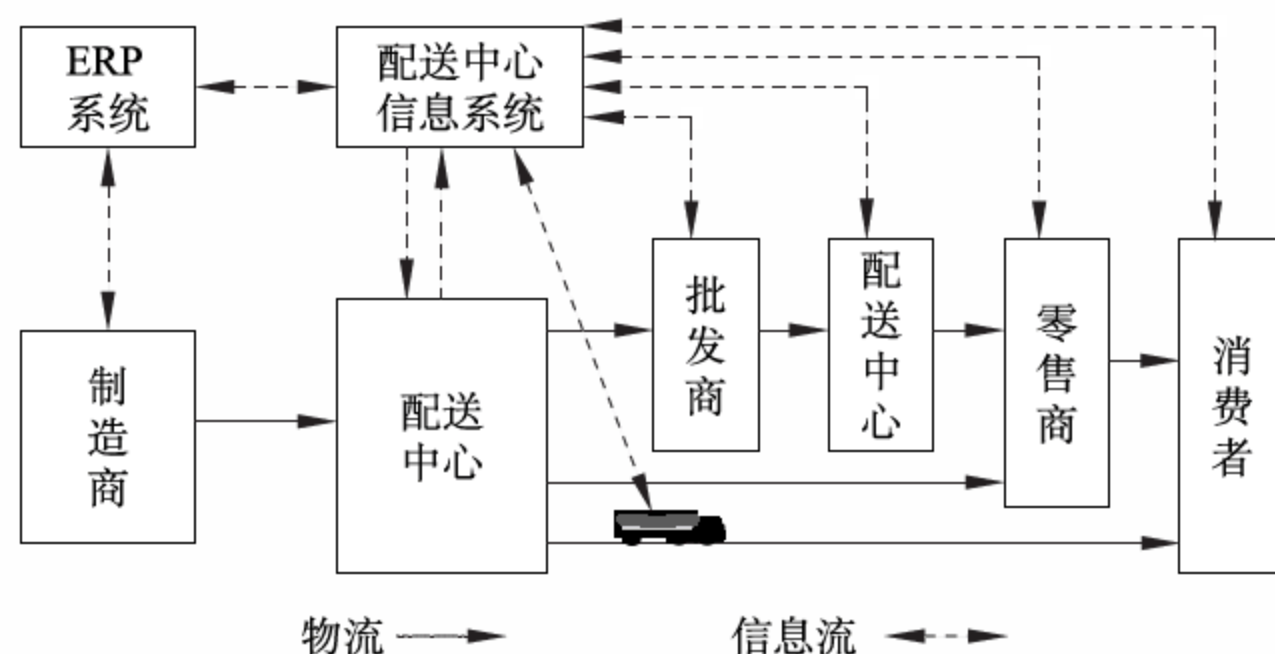 ERP
系统
配送中心
信息系统
制造商
配送
中心
批发商
配送中心
零售商
消费者
物流
信息流